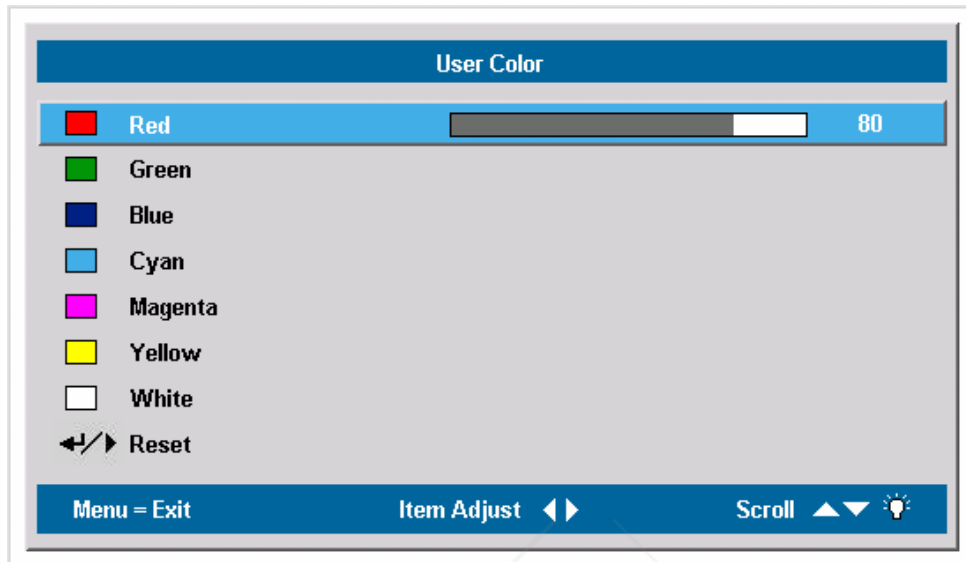 User Color
Red 80
Green
Blue
Cyan
Magenta
Yellow
White
Reset
Menu = Exit Item Adjust Scroll